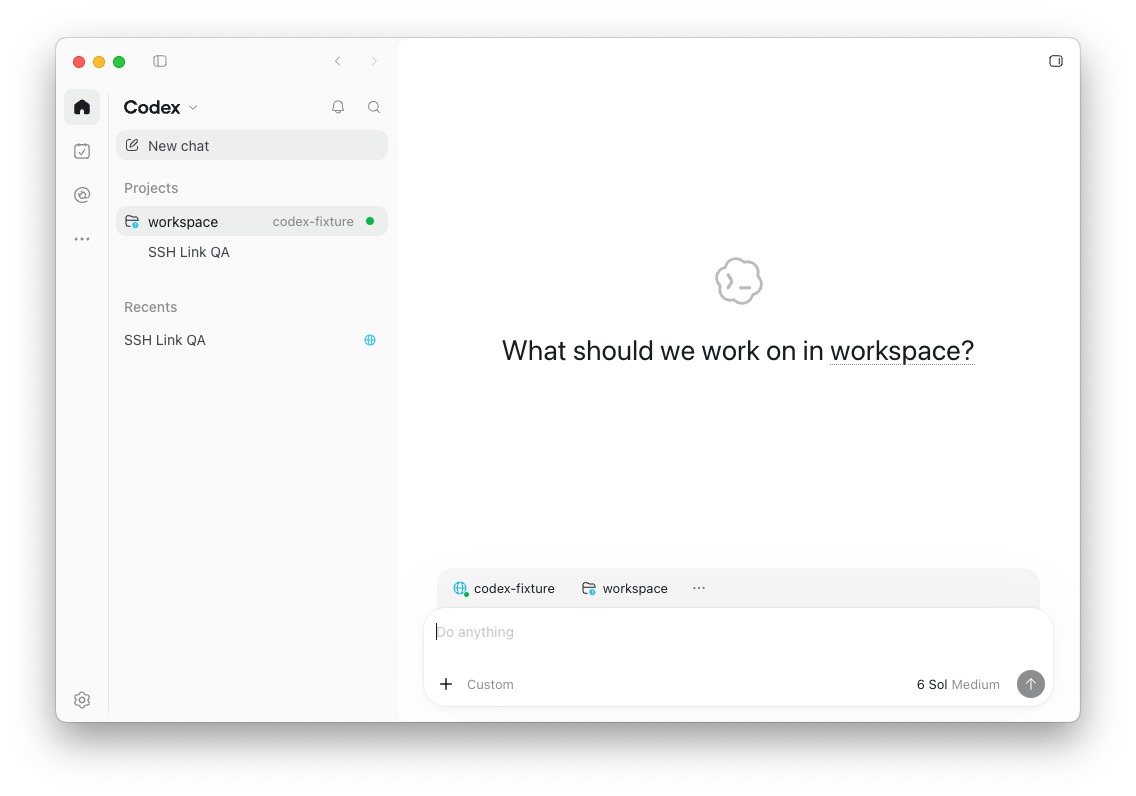 Codex
New chat
Projects
workspace codex-fixture
SSH Link QA
Recents
SSH Link QA
What should we work on in workspace?
codex-fixture workspace
Do anything
Custom 6 Sol Medium